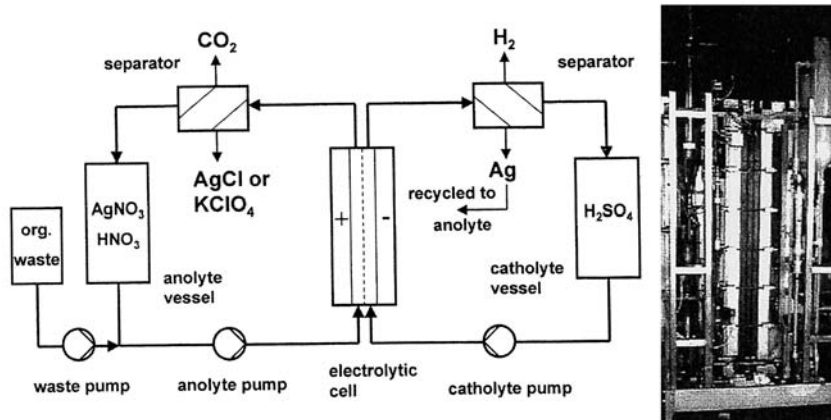 CO₂
separator
H₂
separator
AgCl or
KClO₄
Ag
recycled to
anolyte
AgNO₃
HNO₃
org.
waste
+
-
H₂SO₄
anolyte
vessel
catholyte
vessel
waste pump
anolyte pump
electrolytic
cell
catholyte pump